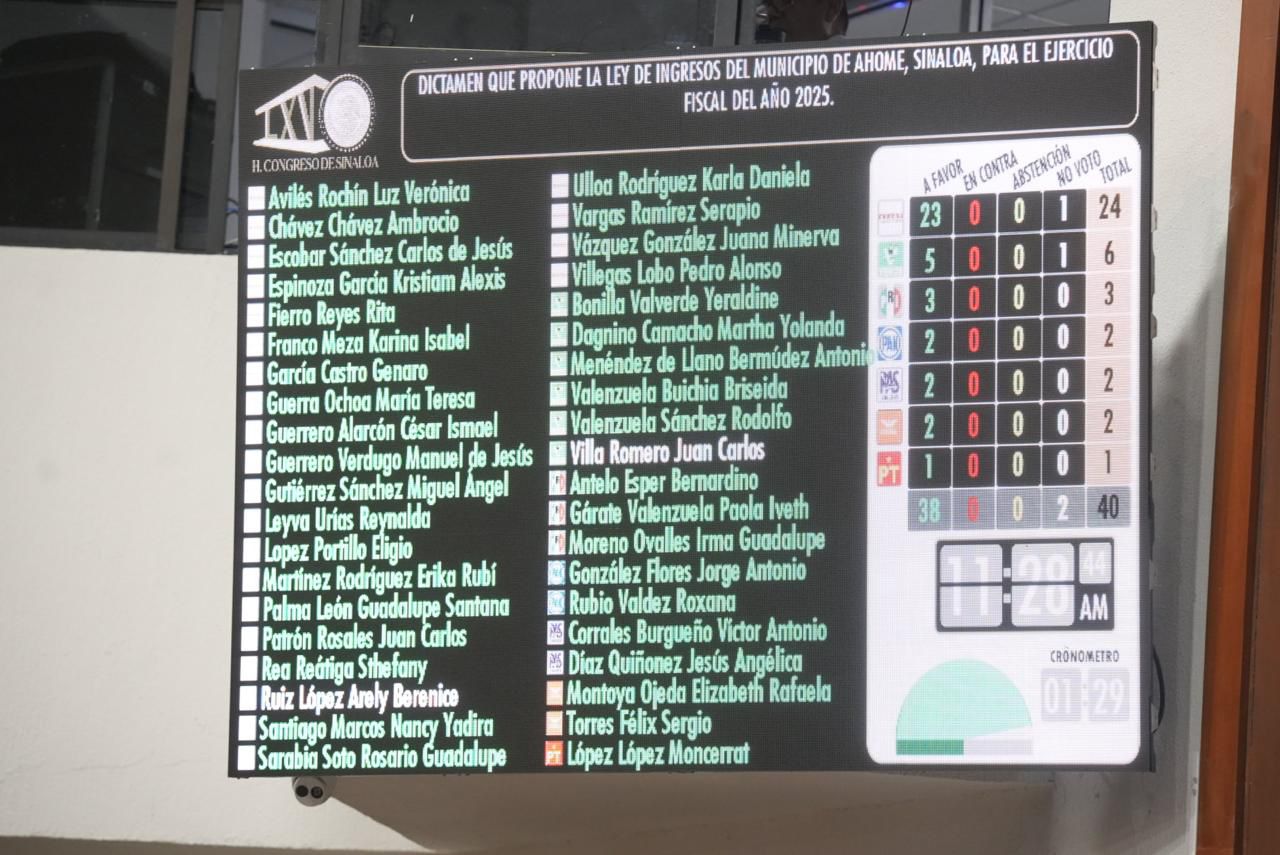 DICTAMEN QUE PROPONE LA LEY DE INGRESOS DEL MUNICIPIO DE AHOME, SINALOA, PARA EL EJERCICIO
FISCAL DEL AÑO 2025.
LXV
H. CONGRESO DE SINALOA
Avilés Rochín Luz Verónica
Chávez Chávez Ambrocio
Escobar Sánchez Carlos de Jesús
Espinoza García Kristiam Alexis
Fierro Reyes Rita
Franco Meza Karina Isabel
García Castro Genaro
Guerra Ochoa María Teresa
Guerrero Alarcón César Ismael
Guerrero Verdugo Manuel de Jesús
Gutiérrez Sánchez Miguel Ángel
Leyva Urías Reynalda
Lopez Portillo Eligio
Martínez Rodríguez Erika Rubí
Palma León Guadalupe Santana
Patrón Rosales Juan Carlos
Rea Reátiga Sthefany
Ruiz López Arely Berenice
Santiago Marcos Nancy Yadira
Sarabia Soto Rosario Guadalupe
Ulloa Rodríguez Karla Daniela
Vargas Ramírez Serapio
Vázquez González Juana Minerva
Villegas Lobo Pedro Alonso
Bonilla Valverde Yeraldine
Dagnino Camacho Martha Yolanda
Menéndez de Llano Bermúdez Antonio
Valenzuela Buichia Briseida
Valenzuela Sánchez Rodolfo
Villa Romero Juan Carlos
Antelo Esper Bernardino
Gárate Valenzuela Paola Iveth
Moreno Ovalles Irma Guadalupe
González Flores Jorge Antonio
Rubio Valdez Roxana
Corrales Burgueño Víctor Antonio
Díaz Quiñonez Jesús Angélica
Montoya Ojeda Elizabeth Rafaela
Torres Félix Sergio
PT López López Moncerrat
A FAVOR EN CONTRA ABSTENCIÓN NO VOTO TOTAL
23 0 0 1 24
5 0 0 1 6
PRI 3 0 0 0 3
PAN 2 0 0 0 2
PAS 2 0 0 0 2
2 0 0 0 2
PT 1 0 0 0 1
38 0 0 2 40
11:28 44
AM
CRÓNOMETRO
01:29